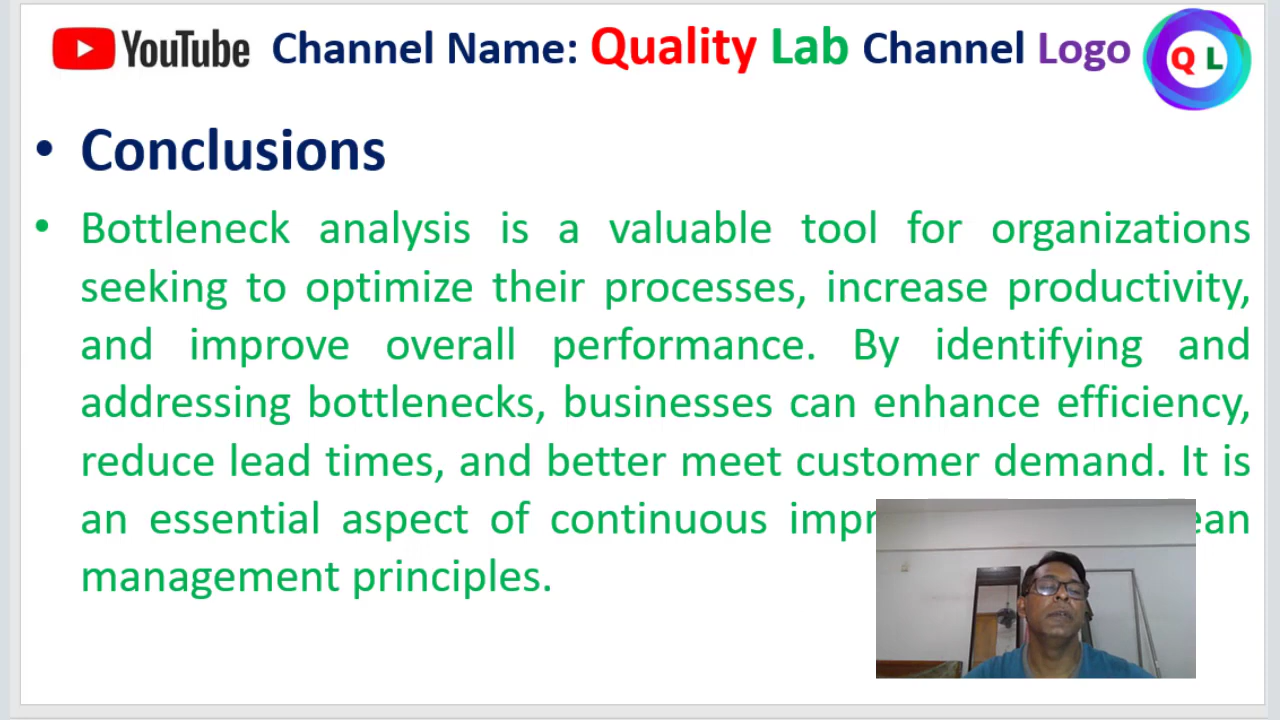 YouTube Channel Name: Quality Lab Channel Logo Q L
• Conclusions
• Bottleneck analysis is a valuable tool for organizations
seeking to optimize their processes, increase productivity,
and improve overall performance. By identifying and
addressing bottlenecks, businesses can enhance efficiency,
reduce lead times, and better meet customer demand. It is
an essential aspect of continuous
management principles.